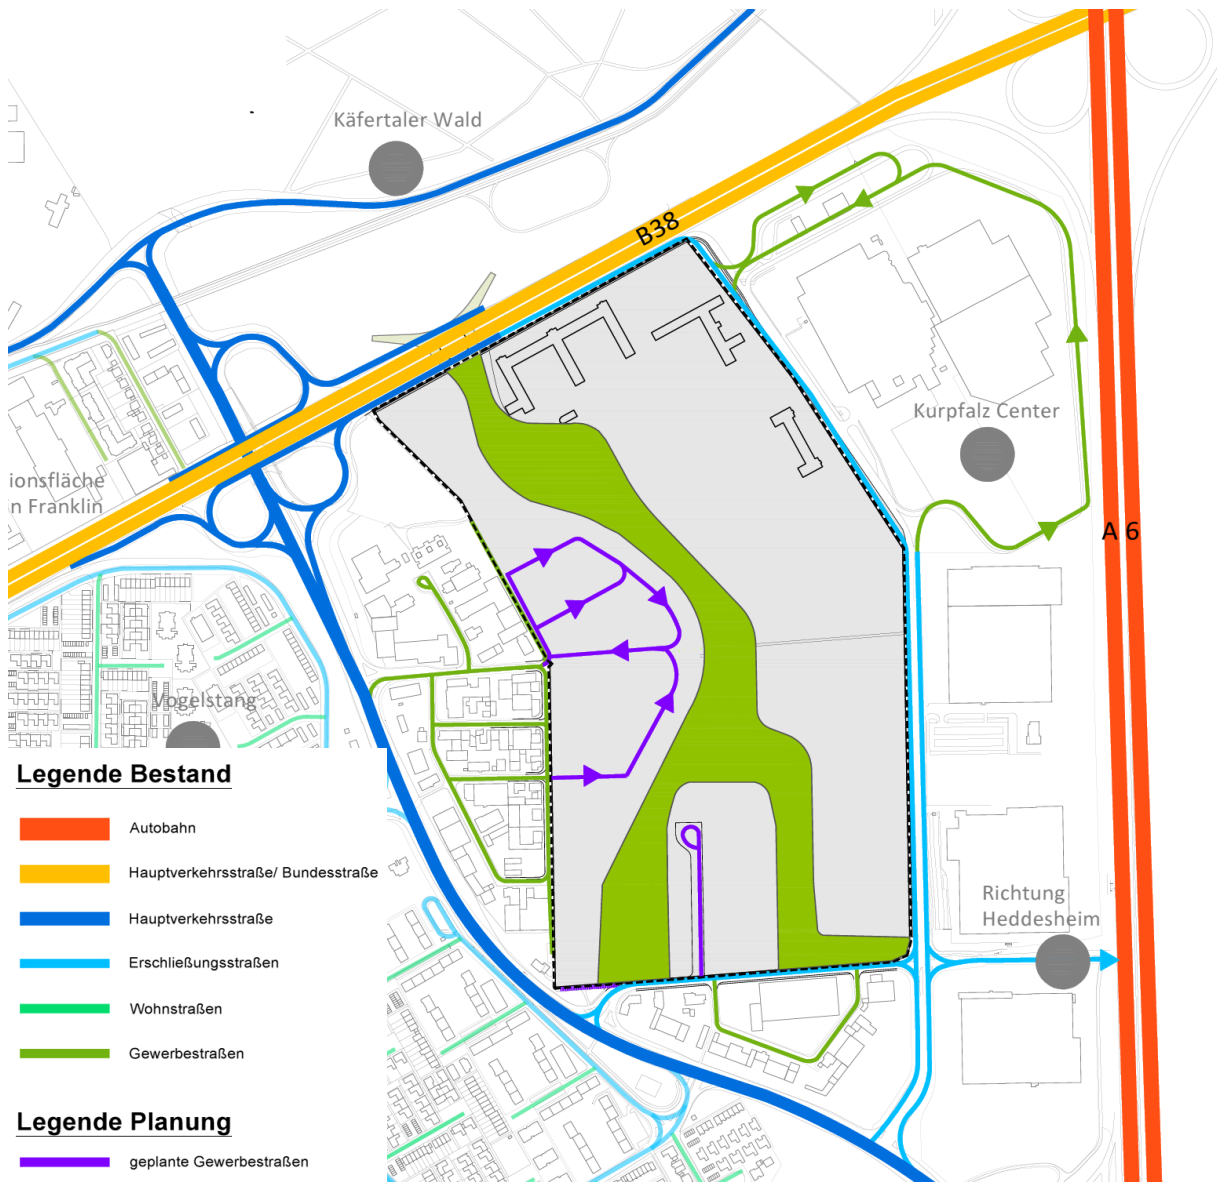 Käfertaler Wald
B38
Kurpfalz Center
ionsfläche
n Franklin
A 6
Vogelstang
Richtung
Heddesheim
Legende Bestand
Autobahn
Hauptverkehrsstraße/ Bundesstraße
Hauptverkehrsstraße
Erschließungsstraßen
Wohnstraßen
Gewerbestraßen
Legende Planung
geplante Gewerbestraßen